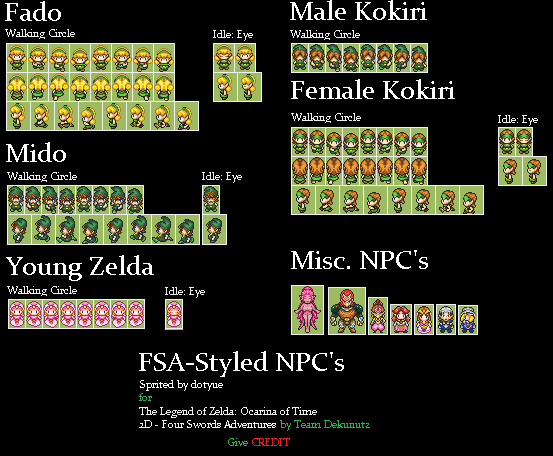 Fado
Walking Circle
Idle: Eye
Male Kokiri
Walking Circle
Female Kokiri
Walking Circle
Idle: Eye
Mido
Walking Circle
Idle: Eye
Young Zelda
Walking Circle
Idle: Eye
Misc. NPC's
FSA-Styled NPC's
Sprited by dotyue
for
The Legend of Zelda: Ocarina of Time
2D - Four Swords Adventures by Team Dekunutz
Give CREDIT